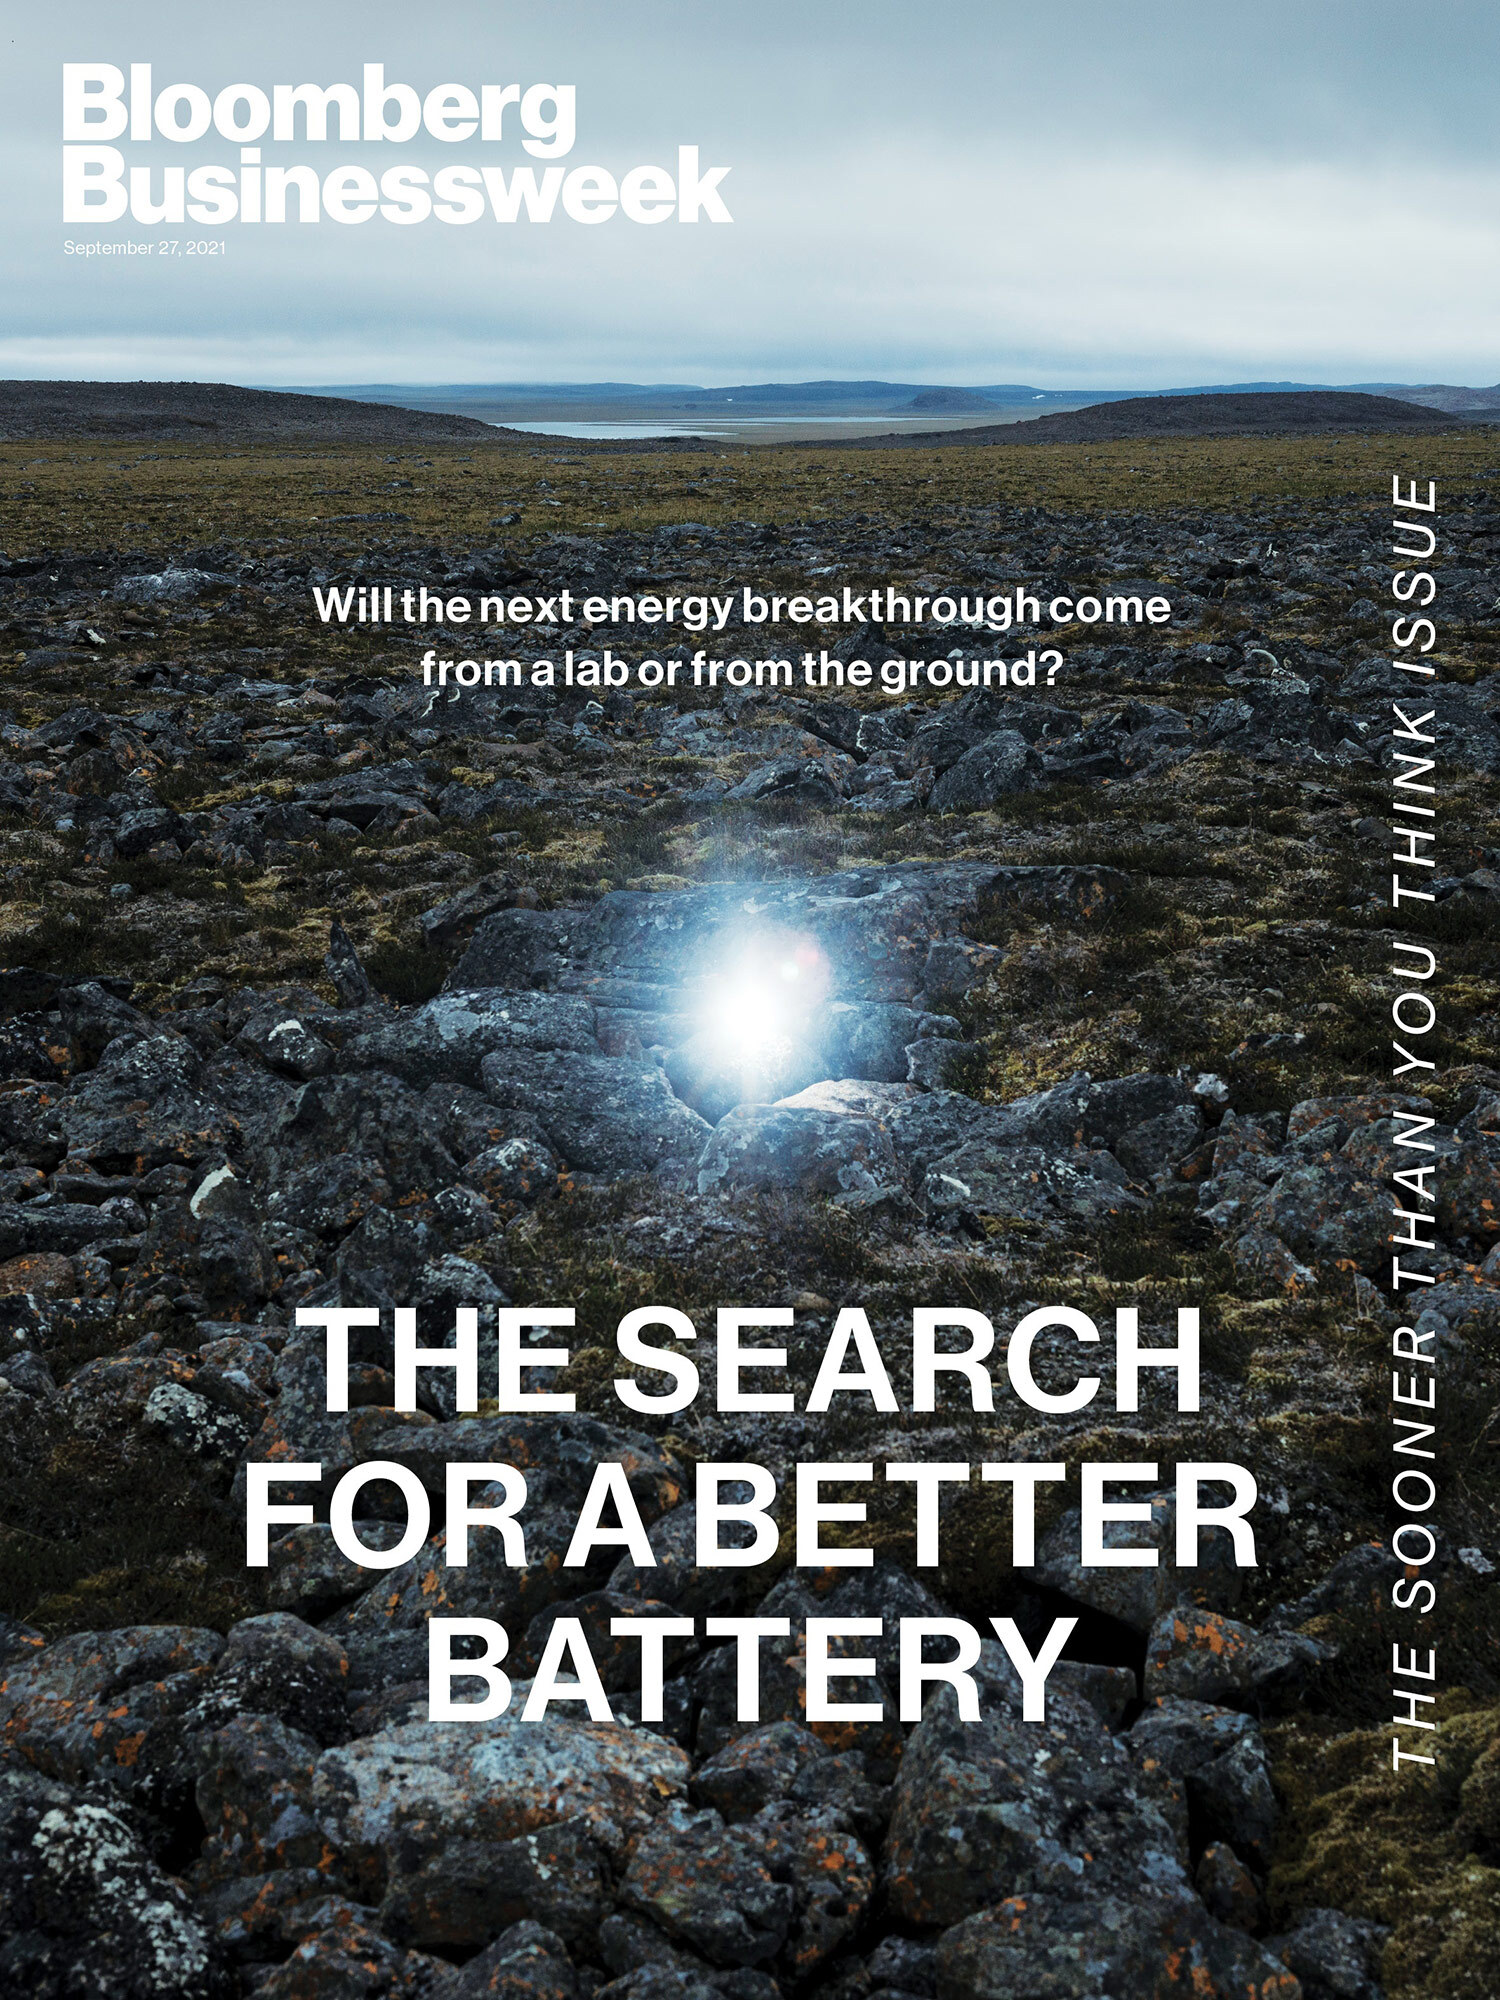 Bloomberg
Businessweek
September 27, 2021
Will the next energy breakthrough come
from a lab or from the ground?
THE SEARCH
FOR A BETTER
BATTERY
THE SOONER THAN YOU THINK ISSUE